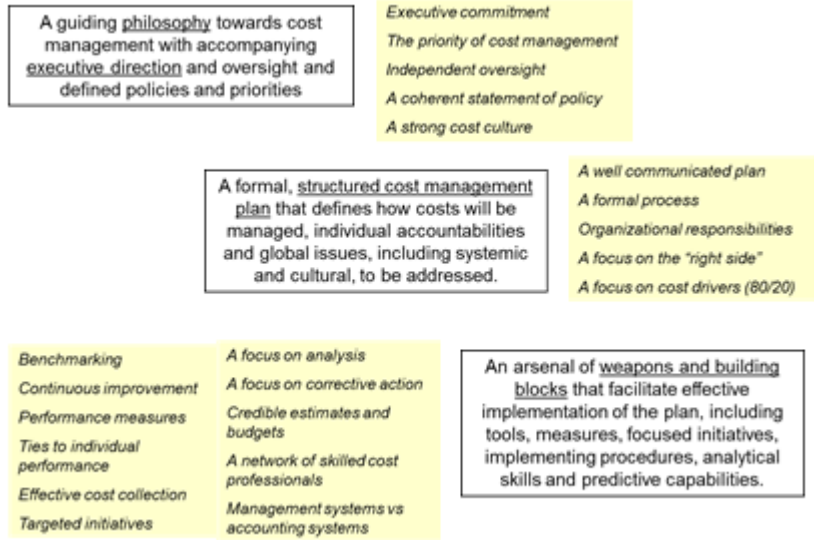 A guiding philosophy towards cost
management with accompanying
executive direction and oversight and
defined policies and priorities
Executive commitment
The priority of cost management
Independent oversight
A coherent statement of policy
A strong cost culture
A formal, structured cost management
plan that defines how costs will be
managed, individual accountabilities
and global issues, including systemic
and cultural, to be addressed.
A well communicated plan
A formal process
Organizational responsibilities
A focus on the “right side”
A focus on cost drivers (80/20)
Benchmarking
Continuous improvement
Performance measures
Ties to individual
performance
Effective cost collection
Targeted initiatives
A focus on analysis
A focus on corrective action
Credible estimates and
budgets
A network of skilled cost
professionals
Management systems vs
accounting systems
An arsenal of weapons and building
blocks that facilitate effective
implementation of the plan, including
tools, measures, focused initiatives,
implementing procedures, analytical
skills and predictive capabilities.